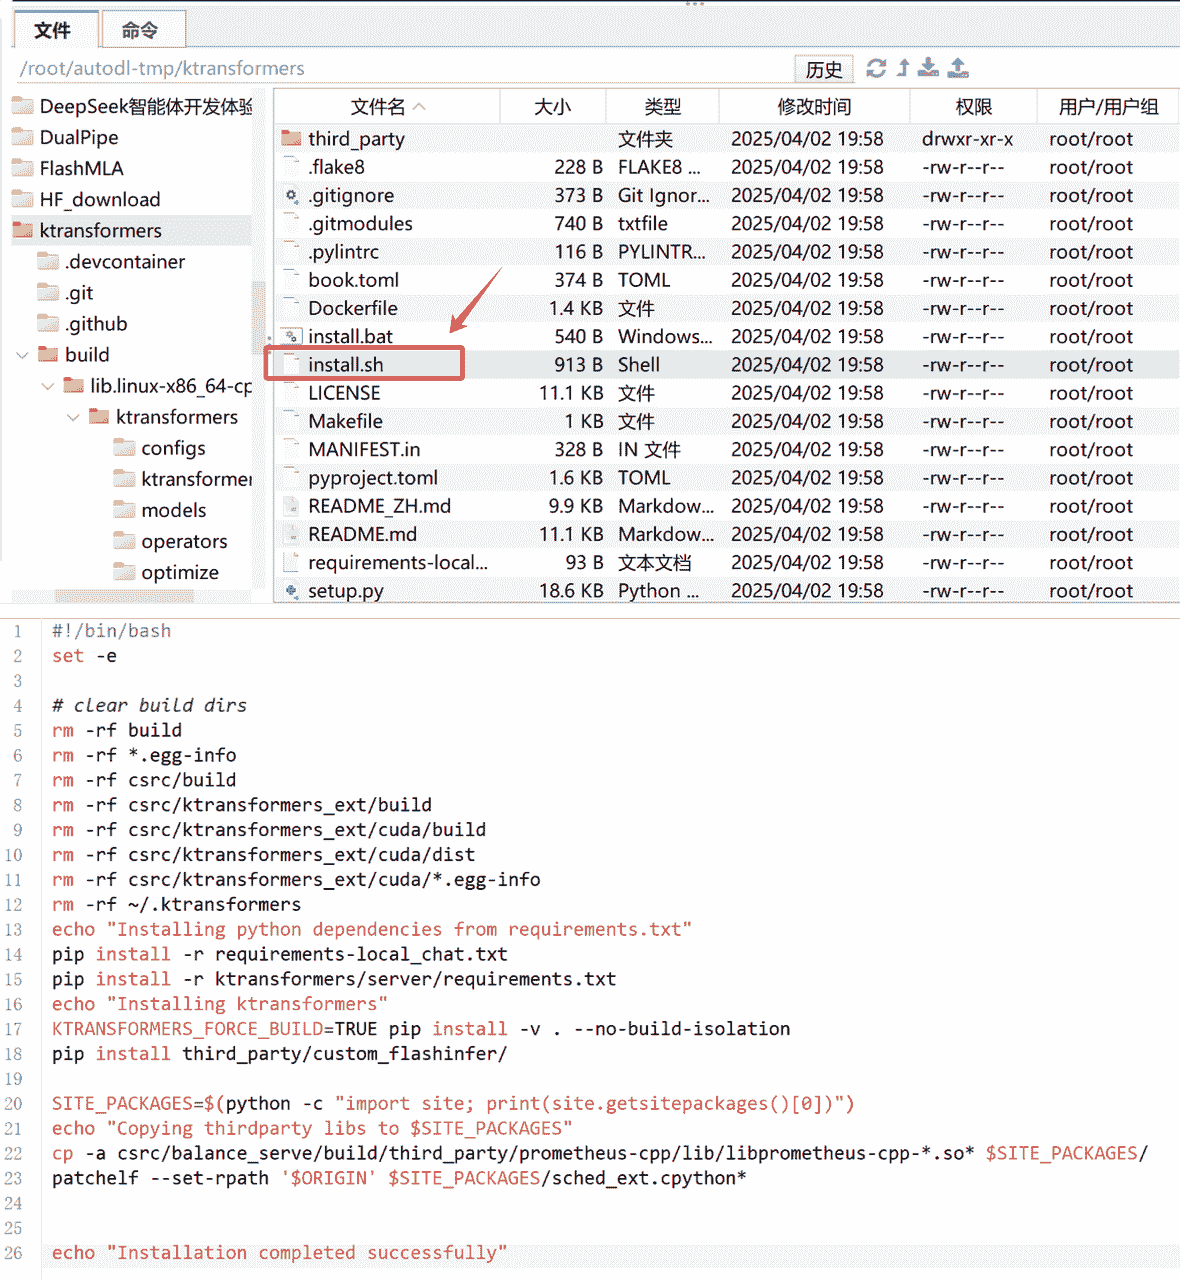 文件 命令
/root/autodl-tmp/ktransformers 历史
DeepSeek智能体开发体验
DualPipe
FlashMLA
HF_download
ktransformers
.devcontainer
.git
.github
build
lib.linux-x86_64-cp
ktransformers
configs
ktransformer
models
operators
optimize
文件名 大小 类型 修改时间 权限 用户/用户组
third_party 文件夹 2025/04/02 19:58 drwxr-xr-x root/root
.flake8 228 B FLAKE8 ... 2025/04/02 19:58 -rw-r--r-- root/root
.gitignore 373 B Git Ignor... 2025/04/02 19:58 -rw-r--r-- root/root
.gitmodules 740 B txtfile 2025/04/02 19:58 -rw-r--r-- root/root
.pylintrc 116 B PYLINTR... 2025/04/02 19:58 -rw-r--r-- root/root
book.toml 374 B TOML 2025/04/02 19:58 -rw-r--r-- root/root
Dockerfile 1.4 KB 文件 2025/04/02 19:58 -rw-r--r-- root/root
install.bat 540 B Windows... 2025/04/02 19:58 -rw-r--r-- root/root
install.sh 913 B Shell 2025/04/02 19:58 -rw-r--r-- root/root
LICENSE 11.1 KB 文件 2025/04/02 19:58 -rw-r--r-- root/root
Makefile 1 KB 文件 2025/04/02 19:58 -rw-r--r-- root/root
MANIFEST.in 328 B IN 文件 2025/04/02 19:58 -rw-r--r-- root/root
pyproject.toml 1.6 KB TOML 2025/04/02 19:58 -rw-r--r-- root/root
README_ZH.md 9.9 KB Markdow... 2025/04/02 19:58 -rw-r--r-- root/root
README.md 11.1 KB Markdow... 2025/04/02 19:58 -rw-r--r-- root/root
requirements-local... 93 B 文本文档 2025/04/02 19:58 -rw-r--r-- root/root
setup.py 18.6 KB Python ... 2025/04/02 19:58 -rw-r--r-- root/root
1 #!/bin/bash
2 set -e
3
4 # clear build dirs
5 rm -rf build
6 rm -rf *.egg-info
7 rm -rf csrc/build
8 rm -rf csrc/ktransformers_ext/build
9 rm -rf csrc/ktransformers_ext/cuda/build
10 rm -rf csrc/ktransformers_ext/cuda/dist
11 rm -rf csrc/ktransformers_ext/cuda/*.egg-info
12 rm -rf ~/.ktransformers
13 echo "Installing python dependencies from requirements.txt"
14 pip install -r requirements-local_chat.txt
15 pip install -r ktransformers/server/requirements.txt
16 echo "Installing ktransformers"
17 KTRANSFORMERS_FORCE_BUILD=TRUE pip install -v . --no-build-isolation
18 pip install third_party/custom_flashinfer/
19
20 SITE_PACKAGES=$(python -c "import site; print(site.getsitepackages()[0])")
21 echo "Copying thirdparty libs to $SITE_PACKAGES"
22 cp -a csrc/balance_serve/build/third_party/prometheus-cpp/lib/libprometheus-cpp-*.so* $SITE_PACKAGES/
23 patchelf --set-rpath '$ORIGIN' $SITE_PACKAGES/sched_ext.cpython*
24
25
26 echo "Installation completed successfully"